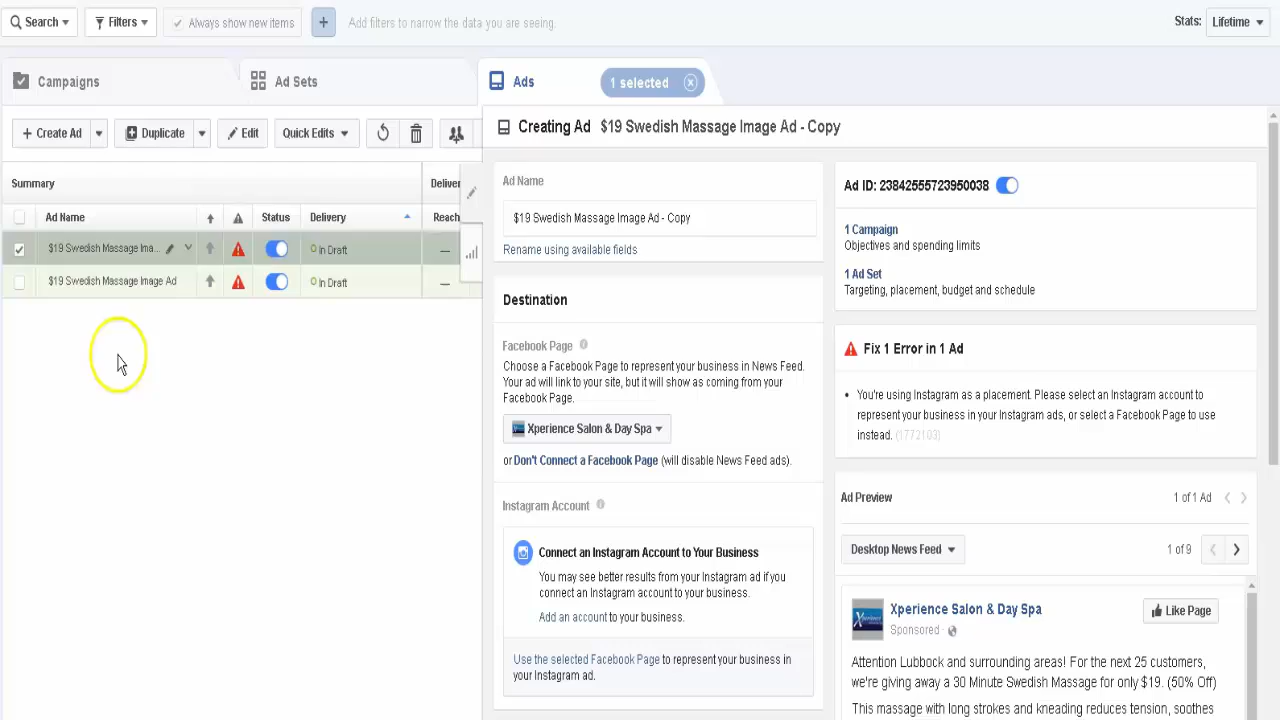 Search
Filters
Always show new items
+
Add filters to narrow the data you are seeing.
Stats:
Lifetime
Campaigns
Ad Sets
Ads
1 selected
+ Create Ad
Duplicate
Edit
Quick Edits
Creating Ad $19 Swedish Massage Image Ad - Copy
Summary
Deliver
Ad Name
Status
Delivery
Reach
$19 Swedish Massage Ima...
In Draft
—
$19 Swedish Massage Image Ad
In Draft
—
Ad Name
$19 Swedish Massage Image Ad - Copy
Rename using available fields
Destination
Facebook Page
Choose a Facebook Page to represent your business in News Feed.
Your ad will link to your site, but it will show as coming from your
Facebook Page.
Xperience Salon & Day Spa
or Don't Connect a Facebook Page (will disable News Feed ads).
Instagram Account
Connect an Instagram Account to Your Business
You may see better results from your Instagram ad if you
connect an Instagram account to your business.
Add an account to your business.
Use the selected Facebook Page to represent your business in
your Instagram ad.
Ad ID: 23842555723950038
1 Campaign
Objectives and spending limits
1 Ad Set
Targeting, placement, budget and schedule
Fix 1 Error in 1 Ad
• You're using Instagram as a placement. Please select an Instagram account to
represent your business in your Instagram ads, or select a Facebook Page to use
instead. (1772103)
Ad Preview
1 of 1 Ad
Desktop News Feed
1 of 9
Xperience Salon & Day Spa
Like Page
Sponsored ·
Attention Lubbock and surrounding areas! For the next 25 customers,
we're giving away a 30 Minute Swedish Massage for only $19. (50% Off)
This massage with long strokes and kneading reduces tension, soothes